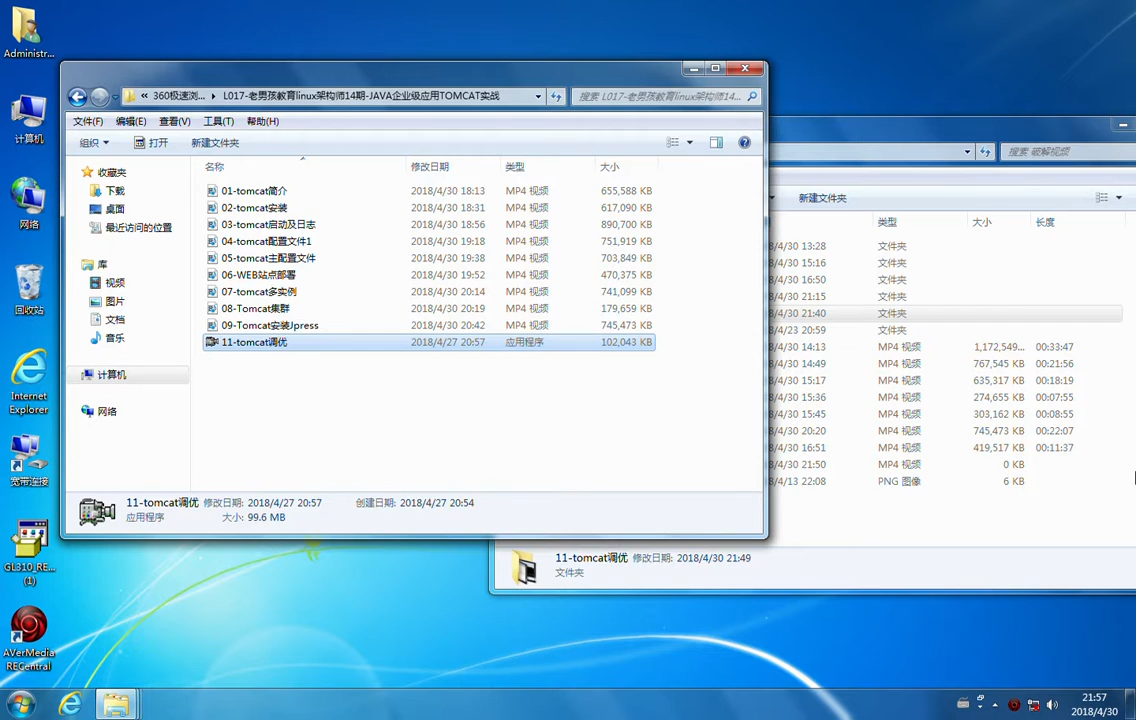 Administr...
计算机
网络
回收站
Internet
Explorer
宽带连接
GL310_RE...
(1)
AVerMedia
RECentral
« 360极速浏... ▸ L017-老男孩教育linux架构师14期-JAVA企业级应用TOMCAT实战
搜索 L017-老男孩教育linux架构师14...
文件(F) 编辑(E) 查看(V) 工具(T) 帮助(H)
组织 打开 新建文件夹
收藏夹
下载
桌面
最近访问的位置
库
视频
图片
文档
音乐
计算机
网络
名称 修改日期 类型 大小
01-tomcat简介 2018/4/30 18:13 MP4 视频 655,588 KB
02-tomcat安装 2018/4/30 18:31 MP4 视频 617,090 KB
03-tomcat启动及日志 2018/4/30 18:56 MP4 视频 890,700 KB
04-tomcat配置文件1 2018/4/30 19:18 MP4 视频 751,919 KB
05-tomcat主配置文件 2018/4/30 19:38 MP4 视频 703,849 KB
06-WEB站点部署 2018/4/30 19:52 MP4 视频 470,375 KB
07-tomcat多实例 2018/4/30 20:14 MP4 视频 741,099 KB
08-Tomcat集群 2018/4/30 20:19 MP4 视频 179,659 KB
09-Tomcat安装Jpress 2018/4/30 20:42 MP4 视频 745,473 KB
11-tomcat调优 2018/4/27 20:57 应用程序 102,043 KB
11-tomcat调优 修改日期: 2018/4/27 20:57 创建日期: 2018/4/27 20:54
应用程序 大小: 99.6 MB
搜索 破解视频
新建文件夹
类型 大小 长度
8/4/30 13:28 文件夹
8/4/30 15:16 文件夹
8/4/30 16:50 文件夹
8/4/30 21:15 文件夹
8/4/30 21:40 文件夹
8/4/23 20:59 文件夹
8/4/30 14:13 MP4 视频 1,172,549... 00:33:47
8/4/30 14:49 MP4 视频 767,545 KB 00:21:56
8/4/30 15:17 MP4 视频 635,317 KB 00:18:19
8/4/30 15:36 MP4 视频 274,655 KB 00:07:55
8/4/30 15:45 MP4 视频 303,162 KB 00:08:55
8/4/30 20:20 MP4 视频 745,473 KB 00:22:07
8/4/30 16:51 MP4 视频 419,517 KB 00:11:37
8/4/30 21:50 MP4 视频 0 KB
8/4/13 22:08 PNG 图像 6 KB
11-tomcat调优 修改日期: 2018/4/30 21:49
文件夹
21:57
2018/4/30